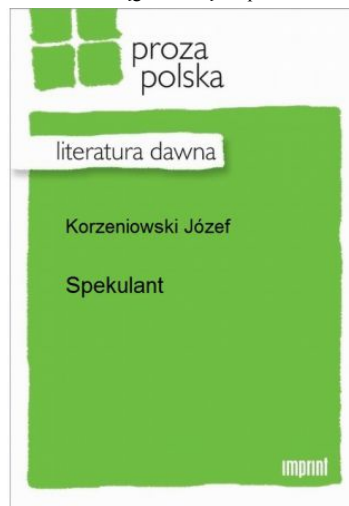 proza
polska
literatura dawna
Korzeniowski Józef
Spekulant
imprint